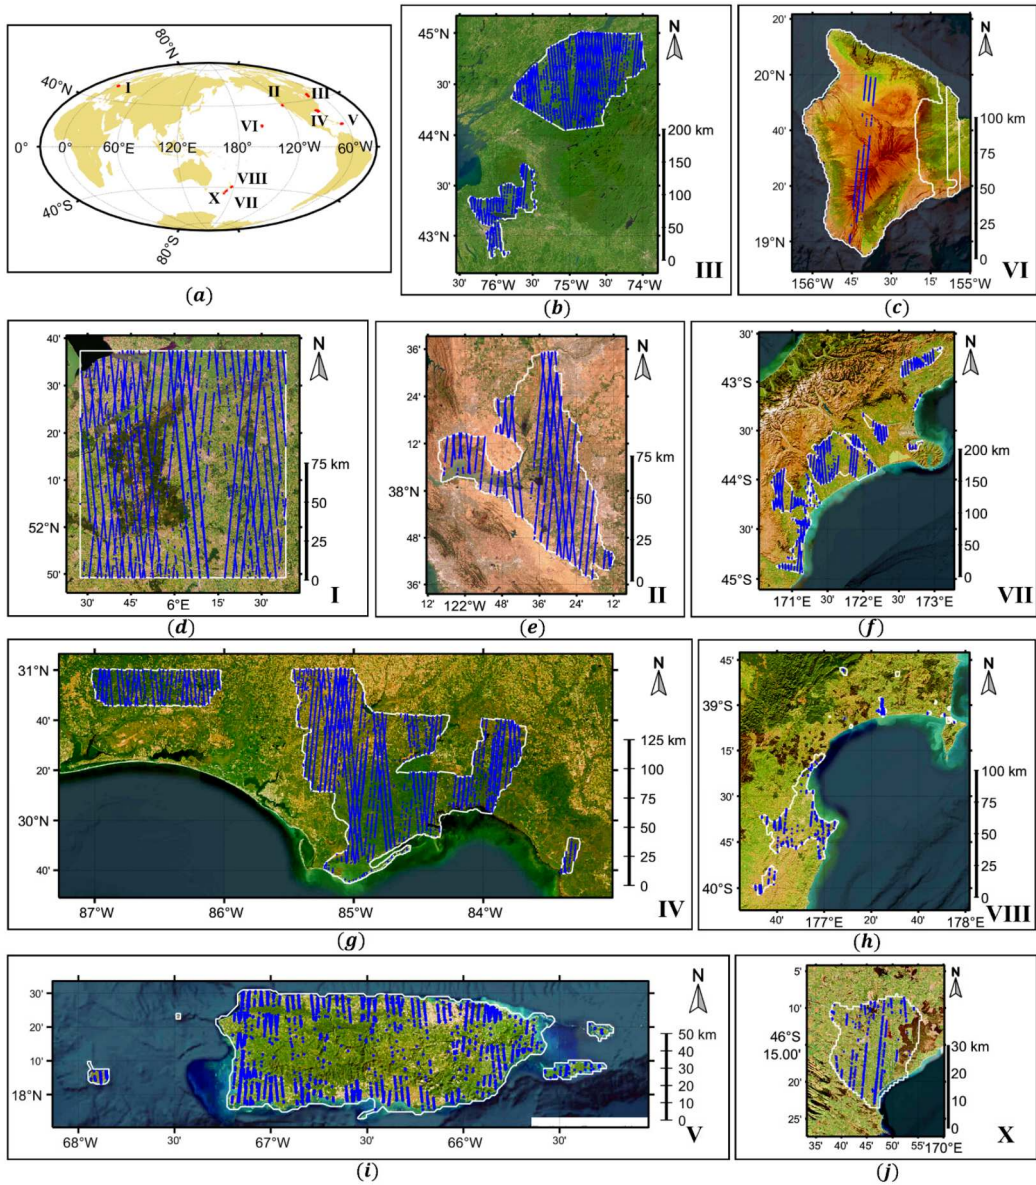 80°N
40°N
I
II
III
IV
V
VI
0°
0°
60°E
120°E
180°
120°W
60°W
0°
VIII
X
VII
40°S
80°S
40°S
(a)
45°N
30'
44°N
30'
43°N
N
200 km
150
100
50
0
III
30' 76°W 30' 75°W 30' 74°W
(b)
20'
20°N
40'
20'
19°N
N
100 km
75
50
25
0
VI
156°W 45' 30' 15' 155°W
(c)
40'
30'
20'
10'
52°N
50'
N
75 km
50
25
0
I
30' 45' 6°E 15' 30'
(d)
36'
24'
12'
38°N
48'
36'
N
75 km
50
25
0
II
12' 122°W 48' 36' 24' 12'
(e)
30'
43°S
30'
44°S
30'
45°S
N
200 km
150
100
50
0
VII
171°E 30' 172°E 30' 173°E
(f)
31°N
40'
20'
30°N
40'
N
125 km
100
75
50
25
0
IV
87°W 86°W 85°W 84°W
(g)
45'
39°S
15'
30'
45'
40°S
N
100 km
75
50
25
0
VIII
40' 177°E 20' 40' 178°E
(h)
30'
20'
10'
18°N
N
50 km
40
30
20
10
0
V
68°W 30' 67°W 30' 66°W 30'
(i)
5'
10'
46°S
15.00'
20'
25'
N
30 km
20
10
0
X
35' 40' 45' 50' 55' 170°E
(j)